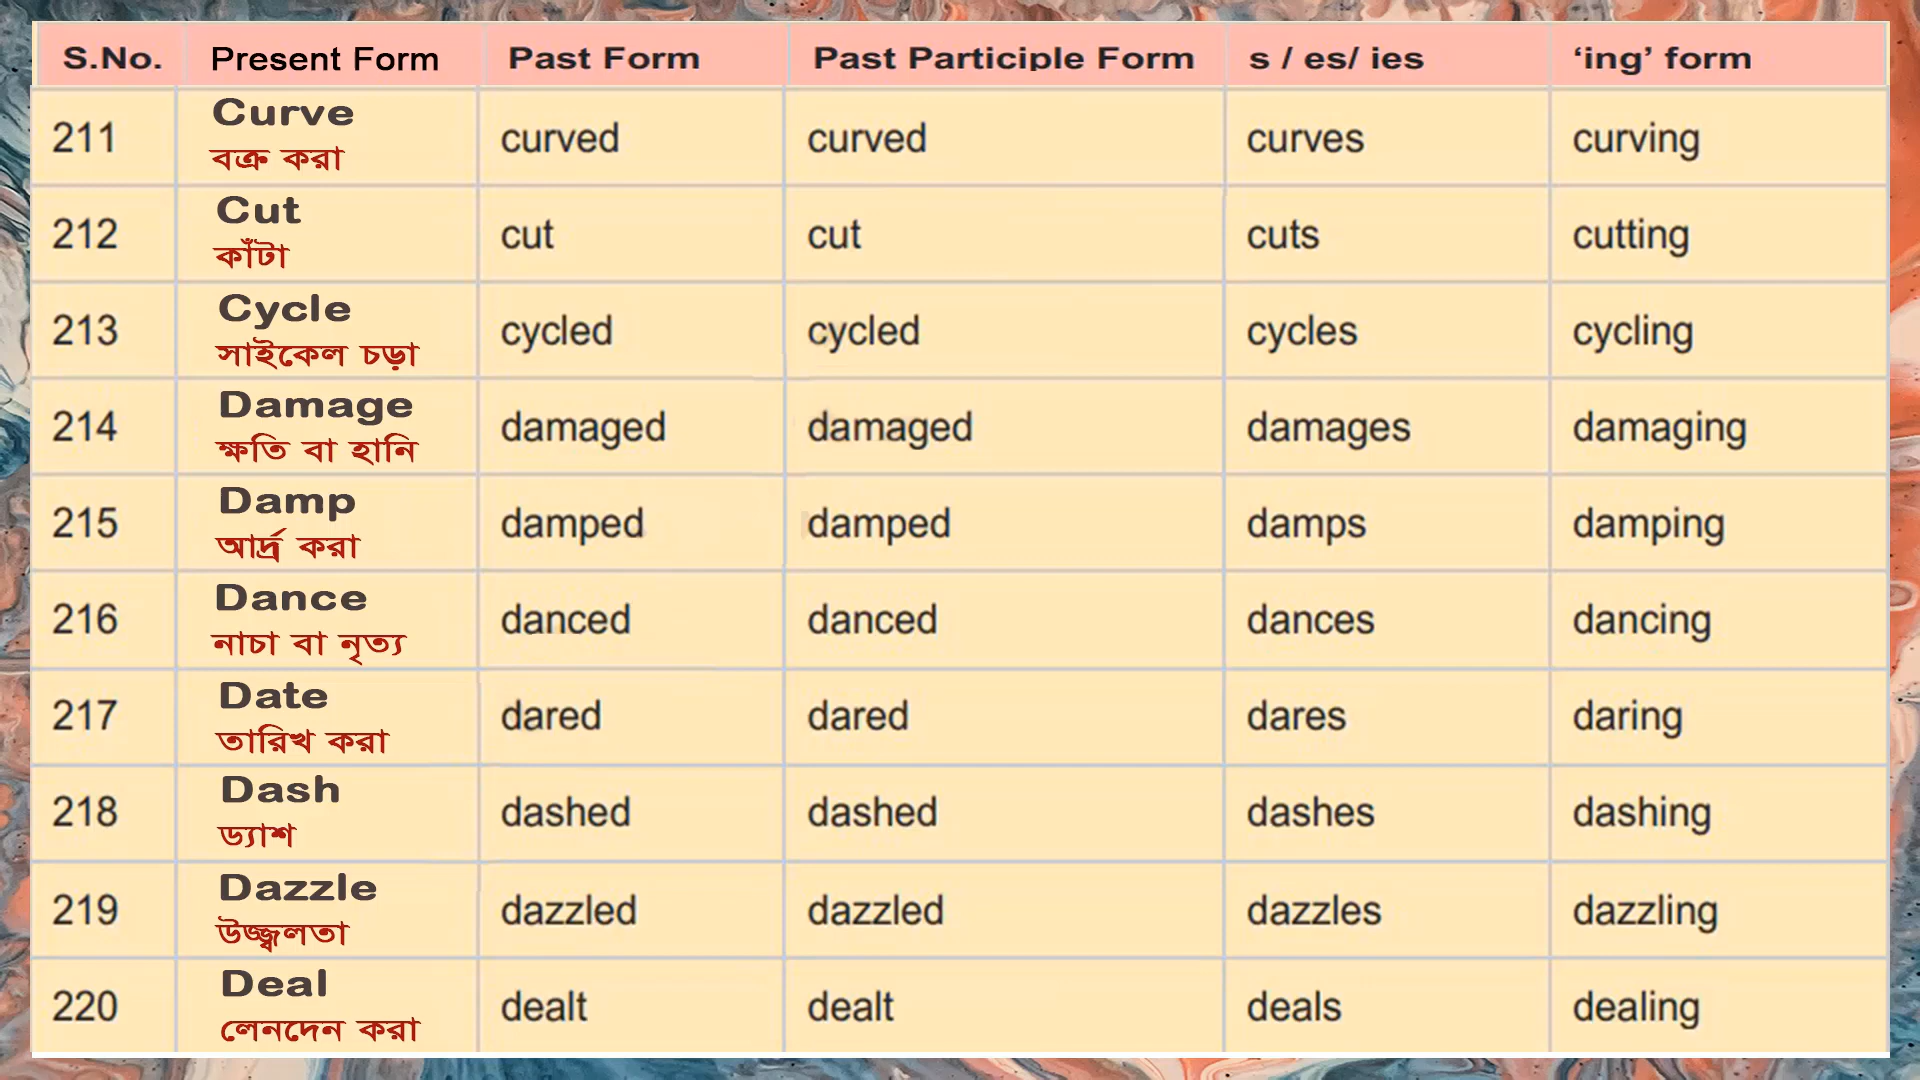 S.No. Present Form Past Form Past Participle Form s / es/ ies ‘ing’ form
211 Curve curved curved curves curving
বক্র করা
212 Cut cut cut cuts cutting
কাঁটা
213 Cycle cycled cycled cycles cycling
সাইকেল চড়া
214 Damage damaged damaged damages damaging
ক্ষতি বা হানি
215 Damp damped damped damps damping
আর্দ্র করা
216 Dance danced danced dances dancing
নাচা বা নৃত্য
217 Date dared dared dares daring
তারিখ করা
218 Dash dashed dashed dashes dashing
ড্যাশ
219 Dazzle dazzled dazzled dazzles dazzling
উজ্জ্বলতা
220 Deal dealt dealt deals dealing
লেনদেন করা